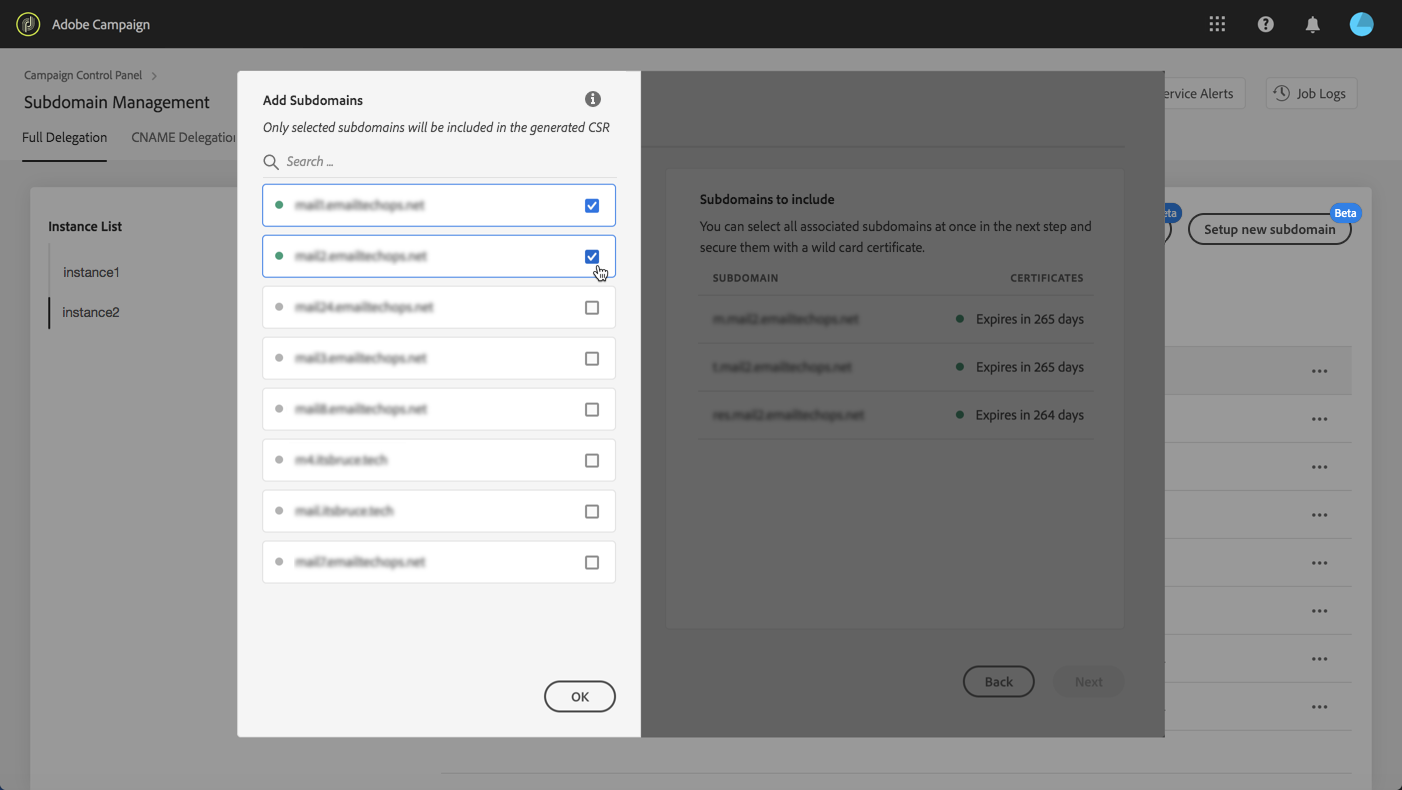 Adobe Campaign
Campaign Control Panel
Subdomain Management
Full Delegation
CNAME Delegation
ervice Alerts
Job Logs
Add Subdomains
Only selected subdomains will be included in the generated CSR
Search ...
mail1.emailtechops.net
mail2.emailtechops.net
mail24.emailtechops.net
mail3.emailtechops.net
mail8.emailtechops.net
m4.itsbruce.tech
mail.itsbruce.tech
mail7.emailtechops.net
OK
Instance List
instance1
instance2
Subdomains to include
You can select all associated subdomains at once in the next step and
secure them with a wild card certificate.
SUBDOMAIN CERTIFICATES
m.mail2.emailtechops.net Expires in 265 days
t.mail2.emailtechops.net Expires in 265 days
res.mail2.emailtechops.net Expires in 264 days
Back
Next
eta
Beta
Setup new subdomain